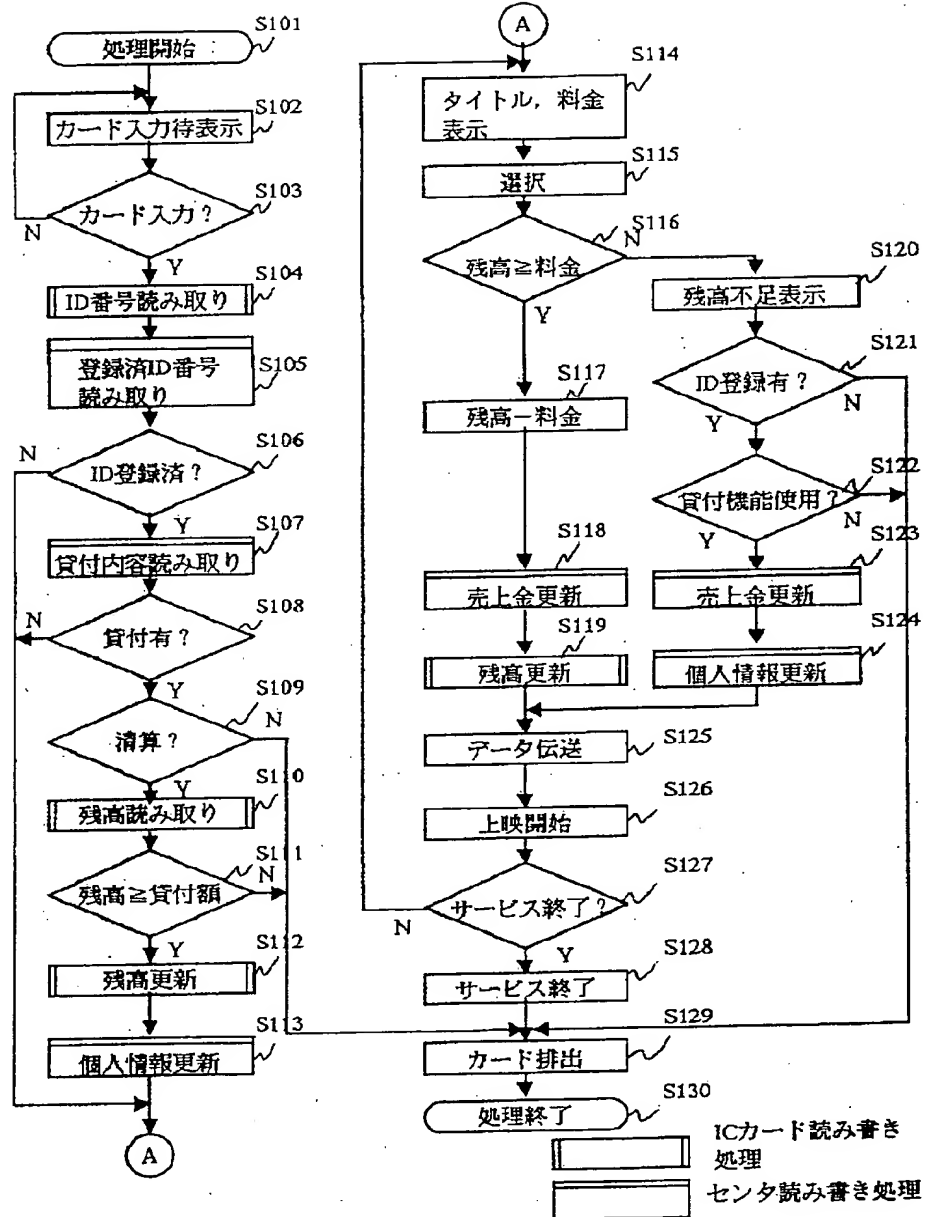 S101
処理開始
S102
カード入力待表示
S103
カード入力?
N
Y
S104
ID番号読み取り
S105
登録済ID番号
読み取り
S106
N
ID登録済?
Y
S107
貸付内容読み取り
S108
N
貸付有?
Y
S109
N
清算?
Y
S110
残高読み取り
S111
N
残高≧貸付額
Y
S112
残高更新
S113
個人情報更新
A
A
S114
タイトル,料金
表示
S115
選択
S116
N
残高≧料金
Y
S117
残高－料金
S118
売上金更新
S119
残高更新
S120
残高不足表示
S121
ID登録有?
N
Y
S122
貸付機能使用?
N
Y
S123
売上金更新
S124
個人情報更新
S125
データ伝送
S126
上映開始
S127
サービス終了?
N
Y
S128
サービス終了
S129
カード排出
S130
処理終了
ICカード読み書き
処理
センタ読み書き処理